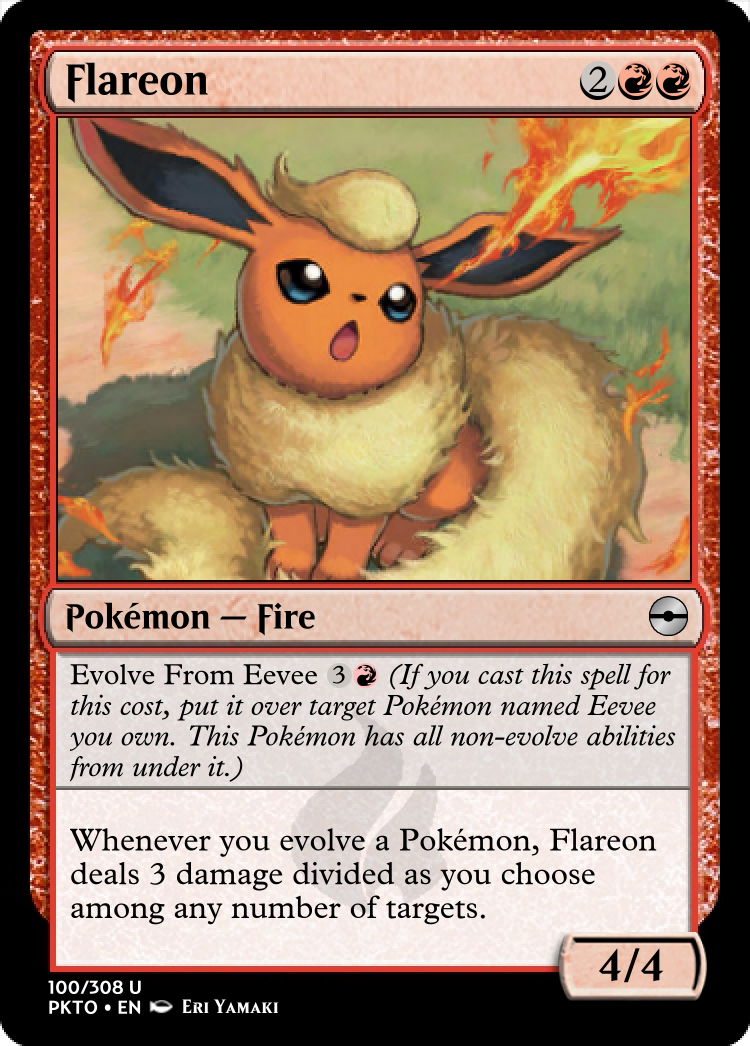 Flareon 2
Pokémon — Fire
Evolve From Eevee 3 (If you cast this spell for
this cost, put it over target Pokémon named Eevee
you own. This Pokémon has all non-evolve abilities
from under it.)
Whenever you evolve a Pokémon, Flareon
deals 3 damage divided as you choose
among any number of targets.
4/4
100/308 U
PKTO • EN Eri Yamaki